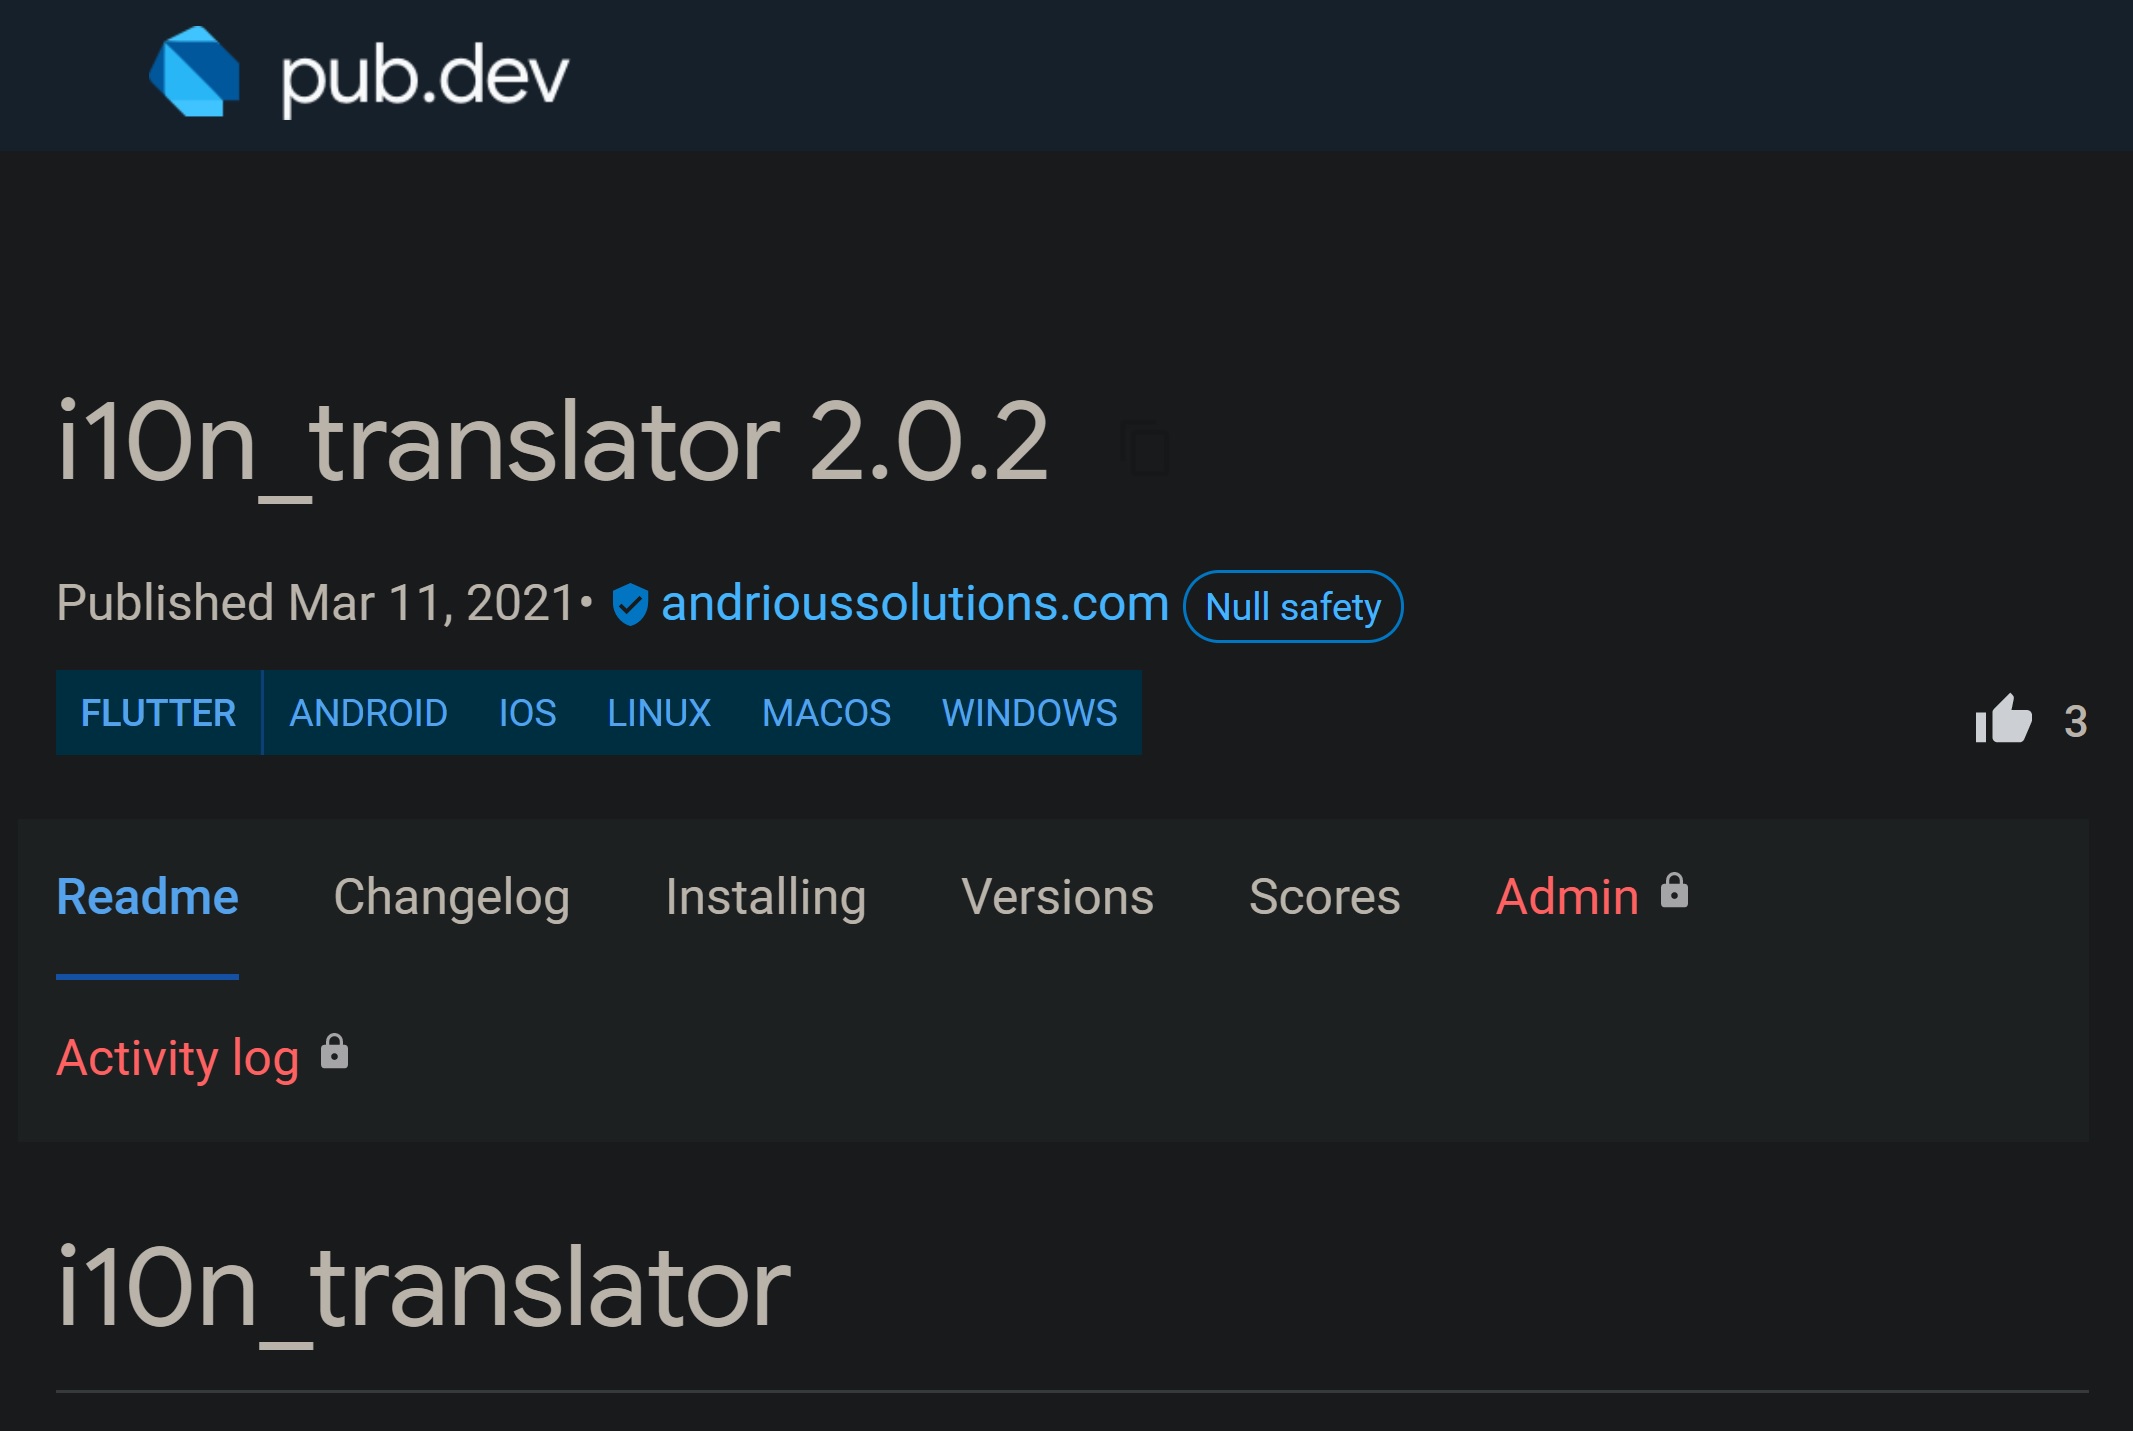 pub.dev
i10n_translator 2.0.2
Published Mar 11, 2021• andrioussolutions.com Null safety
FLUTTER ANDROID IOS LINUX MACOS WINDOWS 3
Readme Changelog Installing Versions Scores Admin
Activity log
i10n_translator